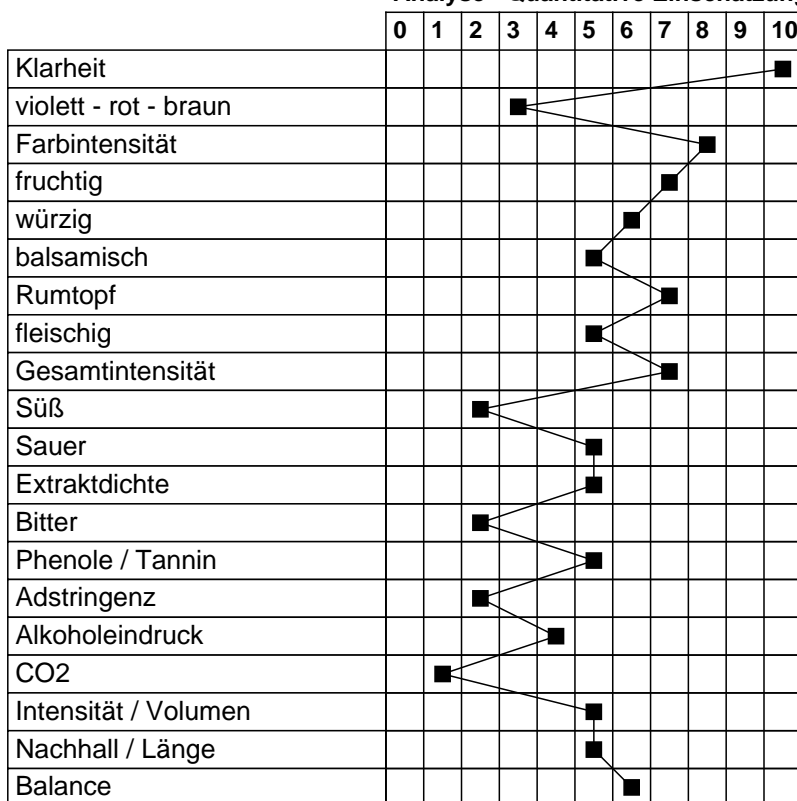 0 1 2 3 4 5 6 7 8 9 10
Klarheit
violett - rot - braun
Farbintensität
fruchtig
würzig
balsamisch
Rumtopf
fleischig
Gesamtintensität
Süß
Sauer
Extraktdichte
Bitter
Phenole / Tannin
Adstringenz
Alkoholeindruck
CO2
Intensität / Volumen
Nachhall / Länge
Balance